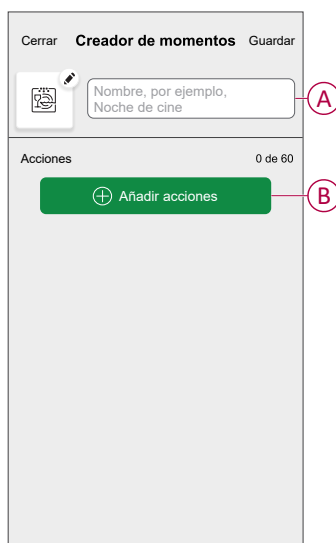 Cerrar Creador de momentos Guardar
Nombre, por ejemplo,
Noche de cine
A
Acciones 0 de 60
Añadir acciones
B